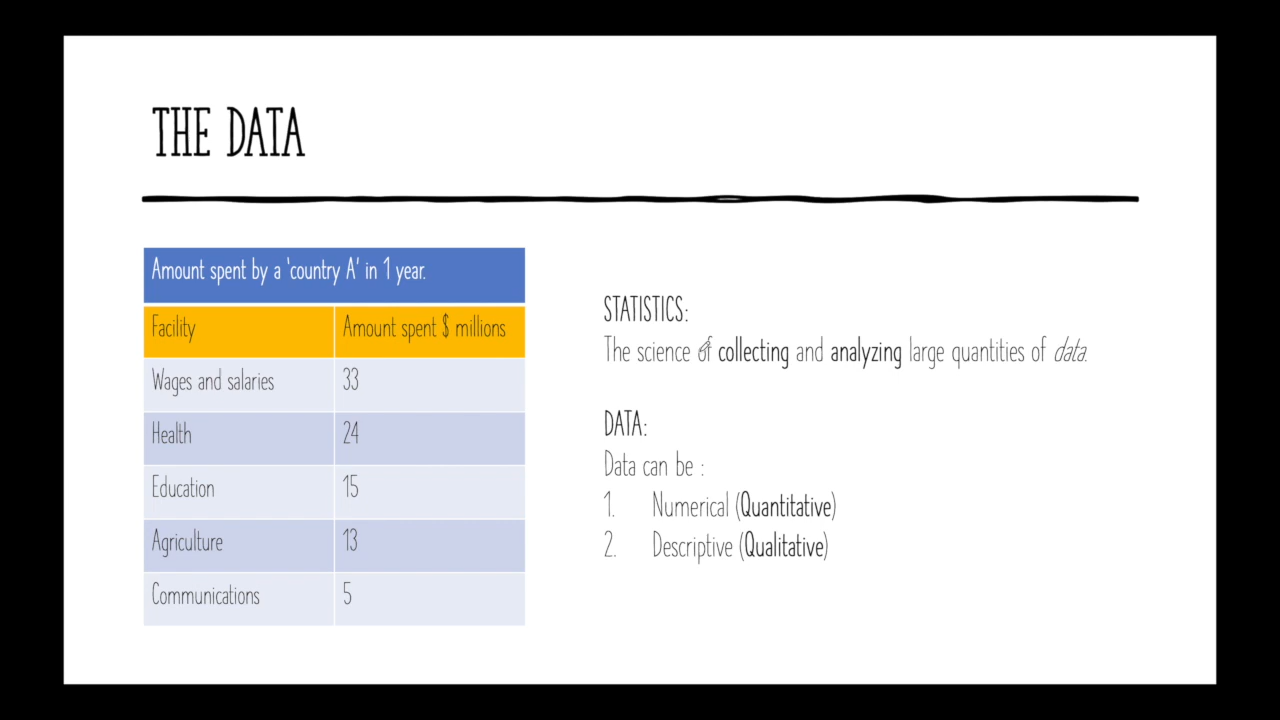 THE DATA
Amount spent by a 'country A' in 1 year.
Facility Amount spent $ millions
Wages and salaries 33
Health 24
Education 15
Agriculture 13
Communications 5
STATISTICS:
The science of collecting and analyzing large quantities of data.
DATA:
Data can be :
1. Numerical (Quantitative)
2. Descriptive (Qualitative)